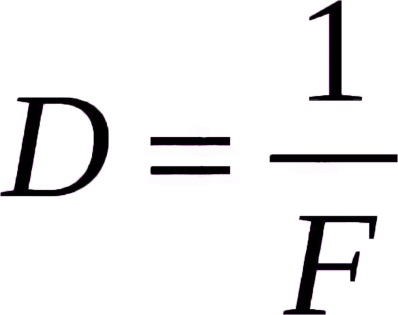 D = 1/F